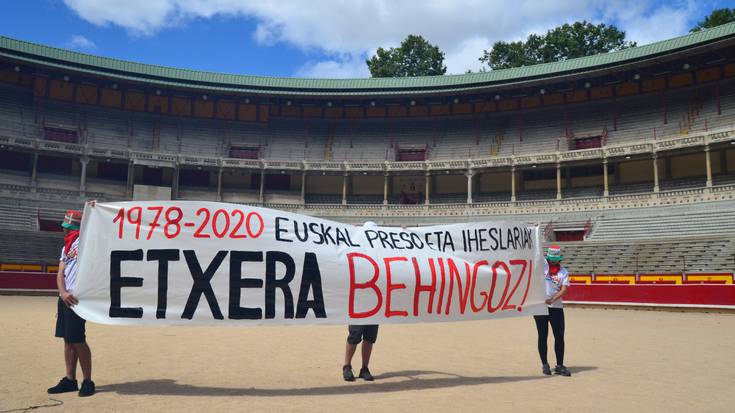 1978-2020 EUSKAL PRESO ETA IHESLARIAK
ETXERA BEHINGOZ!